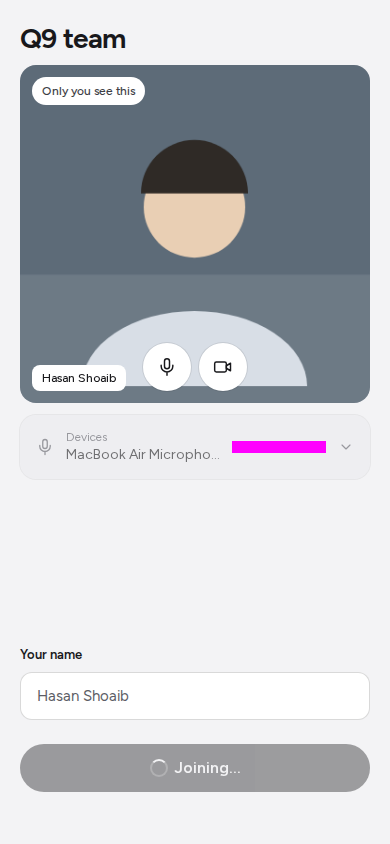 Q9 team
Only you see this
Hasan Shoaib
Devices
MacBook Air Micropho...
Your name
Hasan Shoaib
Joining...